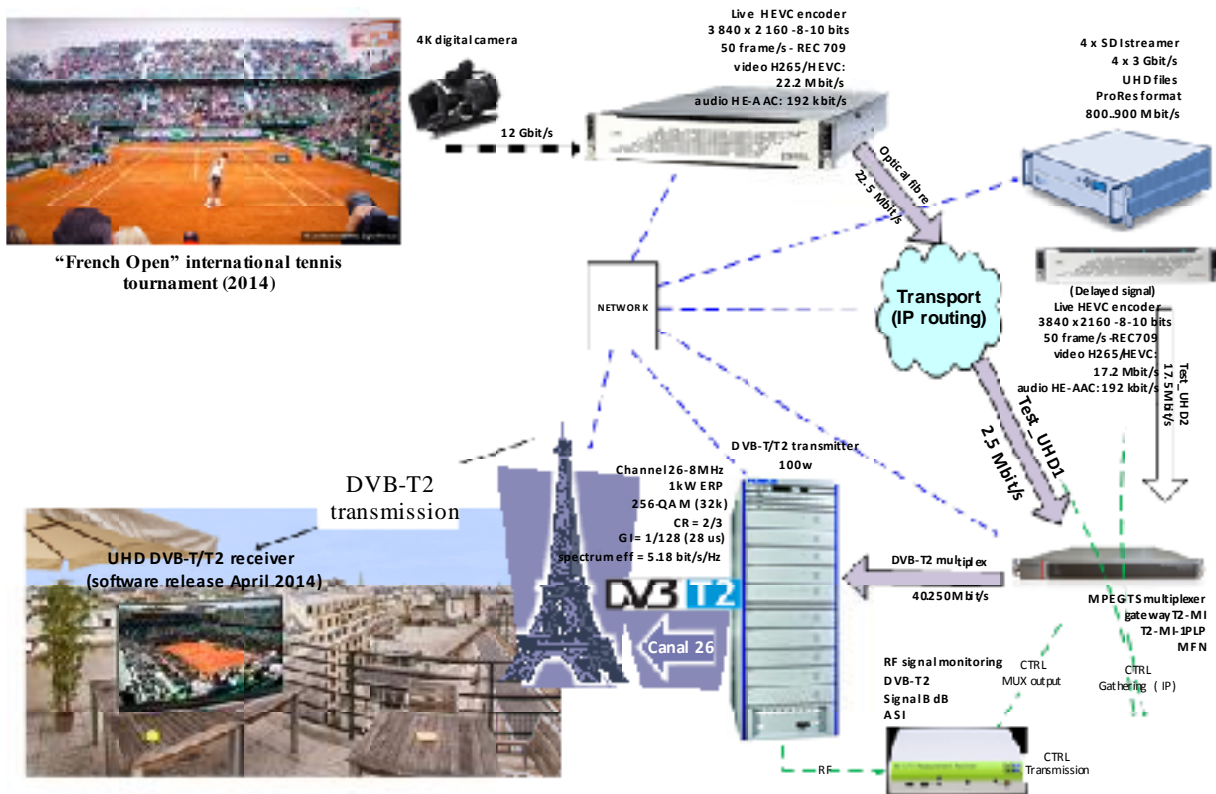 4K digital camera
12 Gbit/s
Live HEVC encoder
3 840 x 2 160 -8-10 bits
50 frame/s - REC 709
video H265/HEVC:
22.2 Mbit/s
audio HE-AAC: 192 kbit/s
4 x SDI streamer
4 x 3 Gbit/s
UHD files
ProRes format
800..900 Mbit/s
"French Open" international tennis
tournament (2014)
Optical fibre
22.5 Mbit/s
NETWORK
Transport
(IP routing)
(Delayed signal)
Live HEVC encoder
3840 x 2160 -8-10 bits
50 frame/s -REC709
video H265/HEVC:
17.2 Mbit/s
audio HE-AAC: 192 kbit/s
Test_UHD2
17.5 Mbit/s
Test_UHD1
2.5 Mbit/s
DVB-T2
transmission
UHD DVB-T/T2 receiver
(software release April 2014)
Channel 26-8MHz
1kW ERP
256-QAM (32k)
CR = 2/3
GI = 1/128 (28 us)
spectrum eff = 5.18 bit/s/Hz
DVB T2
Canal 26
DVB-T/T2 transmitter
100w
DVB-T2 multiplex
40250 Mbit/s
MPEG TS multiplexer
gateway T2-MI
T2-MI-1PLP
MFN
RF signal monitoring
DVB-T2
Signal B dB
ASI
CTRL
MUX output
CTRL
Gathering ( IP)
RF
CTRL
Transmission